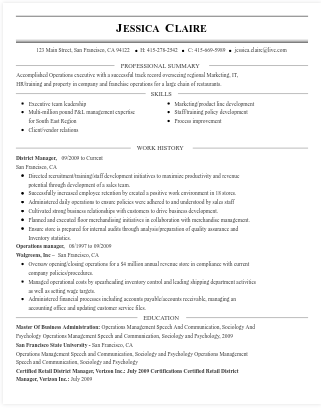 JESSICA CLAIRE
123 Main Street, San Francisco, CA 94122 • H: 415-278-2542 • C: 415-669-5989 • jessica.claire@live.com
PROFESSIONAL SUMMARY
Accomplished Operations executive with a successful track record overseeing regional Marketing, IT,
HR/training and property in company and franchise operations for a large chain of restaurants.
SKILLS
• Executive team leadership
• Multi-million pound P&L management expertise
for South East Region
• Client/vendor relations
• Marketing/product line development
• Staff/training policy development
• Process improvement
WORK HISTORY
District Manager, 09/2009 to Current
San Francisco, CA
• Directed recruitment/training/staff development initiatives to maximize productivity and revenue
potential through development of a sales team.
• Successfully increased employee retention by created a positive work environment in 18 stores.
• Administered daily operations to ensure policies were adhered to and understood by sales staff
• Cultivated strong business relationships with customers to drive business development.
• Planned and executed floor merchandising initiatives in collaboration with merchandise management.
• Ensure store is prepared for internal audits through analysis/preparation of quality assurance and
Inventory statistics.
Operations manager, 08/1997 to 09/2009
Walgreens, Inc – San Francisco, CA
• Oversaw opening/closing operations for a $4 million annual revenue store in compliance with current
company policies/procedures.
• Managed operational costs by spearheading inventory control and leading shipping department directives
as well as setting wage targets.
• Administered financial processes including accounts payable/accounts receivable, managing an
accounting office and updating customer service files.
EDUCATION
Master Of Business Administration: Operations Management Speech And Communication, Sociology And
Psychology Operations Management Speech and Communication, Sociology and Psychology, 2009
San Francisco State University - San Francisco, CA
Operations Management Speech and Communication, Sociology and Psychology Operations Management
Speech and Communication, Sociology and Psychology
Certified Retail District Manager, Verizon Inc.: July 2009 Certifications Certified Retail District
Manager, Verizon Inc.: July 2009